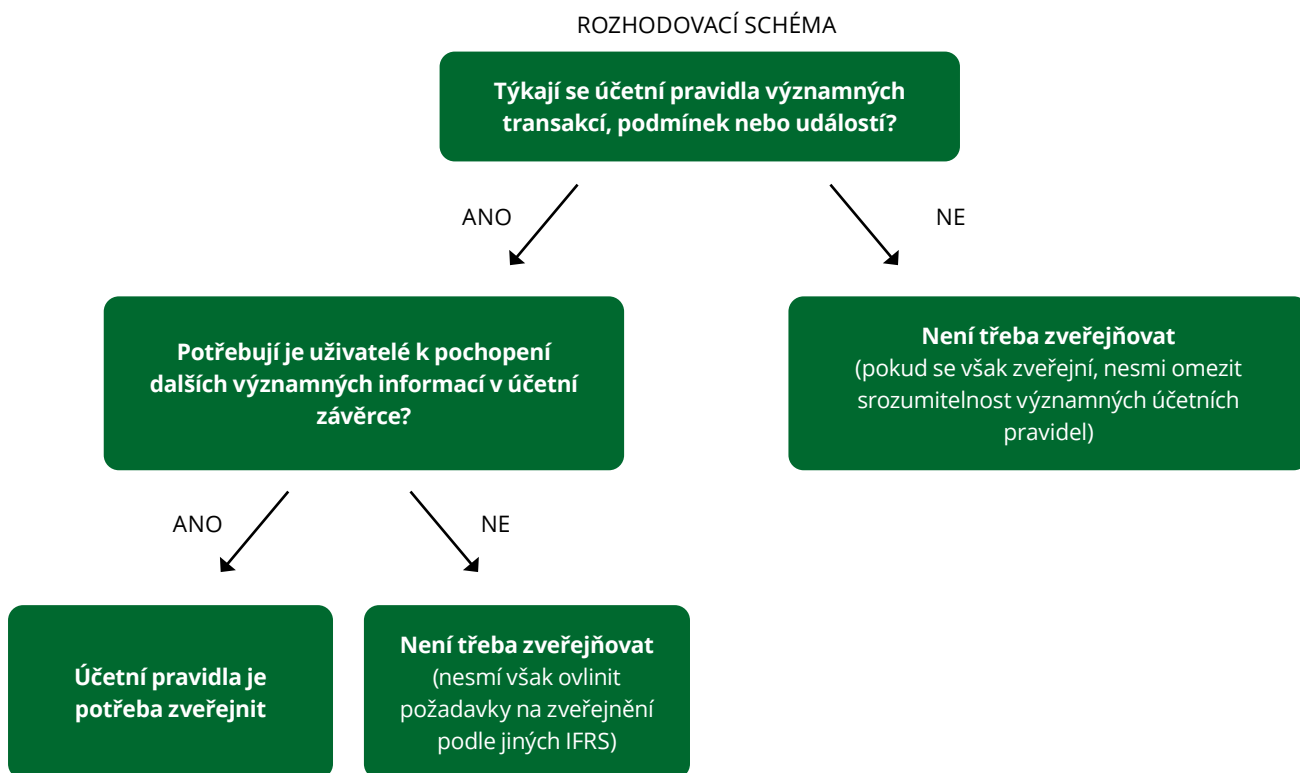 ROZHODOVACÍ SCHÉMA
Týkají se účetní pravidla významných
transakcí, podmínek nebo událostí?
ANO
NE
Potřebují je uživatelé k pochopení
dalších významných informací v účetní
závěrce?
Není třeba zveřejňovat
(pokud se však zveřejní, nesmi omezit
srozumitelnost významných účetních
pravidel)
ANO
NE
Účetní pravidla je
potřeba zveřejnit
Není třeba zveřejňovat
(nesmí však ovlinit
požadavky na zveřejnění
podle jiných IFRS)